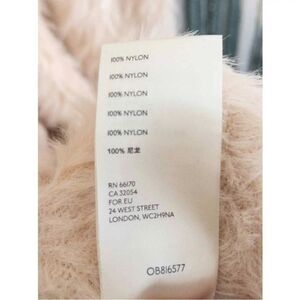 100% NYLON
100% NYLON
100% NYLON
100% NYLON
100% NYLON
100% 尼龙
RN 66170
CA 32054
FOR EU
24 WEST STREET
LONDON, WC2H9NA
OB816577